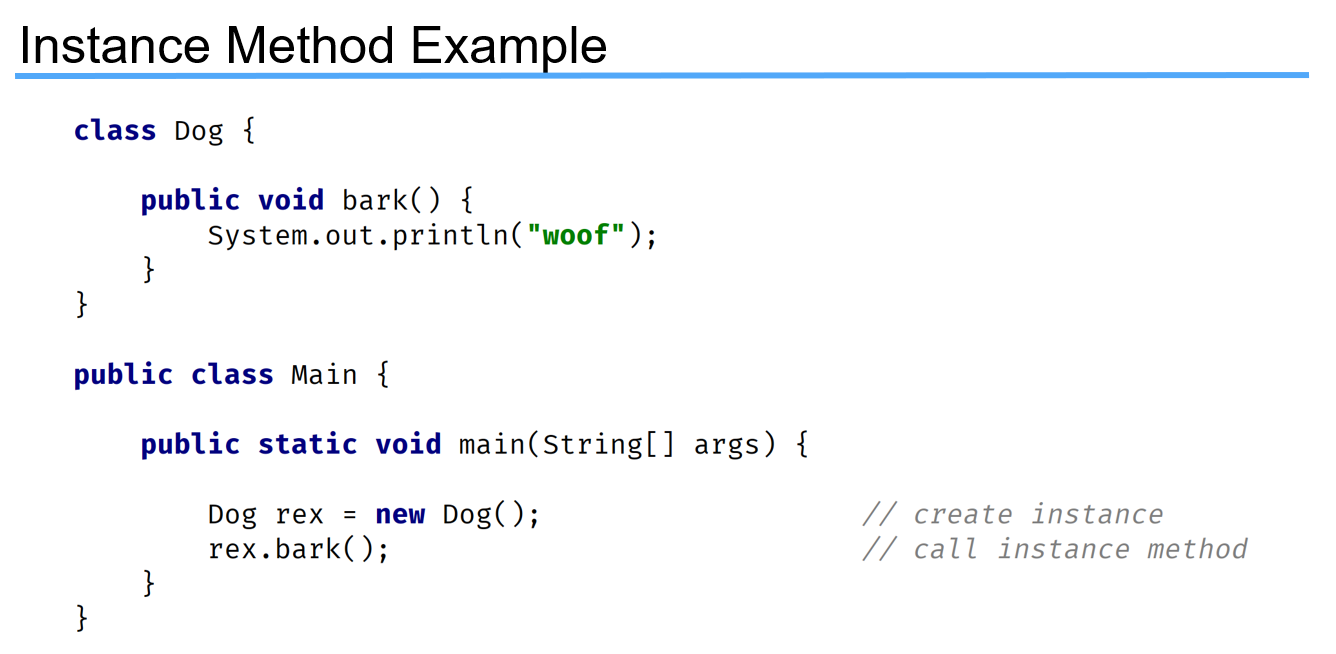 Instance Method Example
class Dog {
public void bark() {
System.out.println("woof");
}
}
public class Main {
public static void main(String[] args) {
Dog rex = new Dog(); // create instance
rex.bark(); // call instance method
}
}